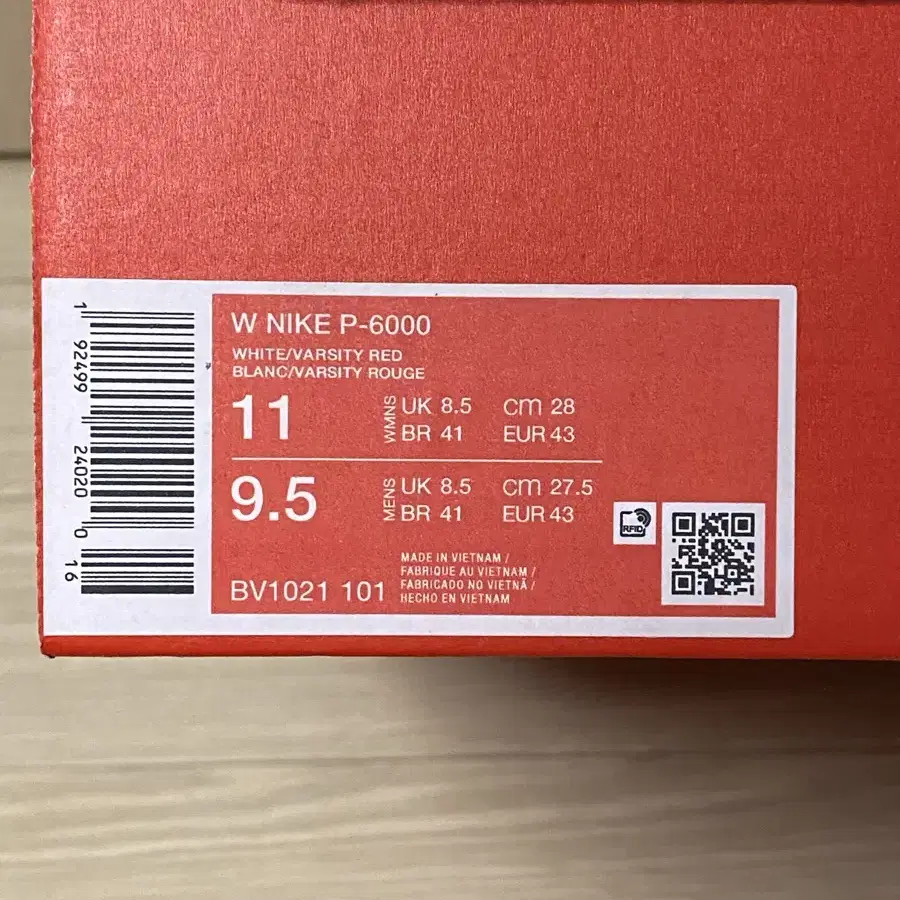 W NIKE P-6000
WHITE/VARSITY RED
BLANC/VARSITY ROUGE
11
WMNS
UK 8.5 cm 28
BR 41 EUR 43
9.5
MENS
UK 8.5 cm 27.5
BR 41 EUR 43
BV1021 101
MADE IN VIETNAM /
FABRIQUE AU VIETNAM /
FABRICADO NO VIETNÃ /
HECHO EN VIETNAM
RFID
1 92499 24020 0 16